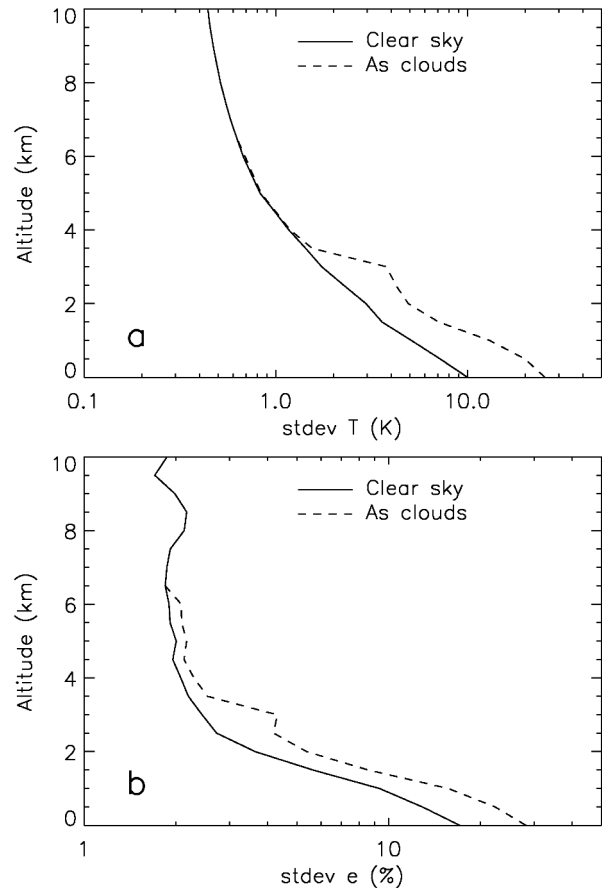 10
8
6
4
2
0
Altitude (km)
Clear sky
As clouds
a
0.1
1.0
10.0
stdev T (K)
10
8
6
4
2
0
Altitude (km)
Clear sky
As clouds
b
1
10
stdev e (%)